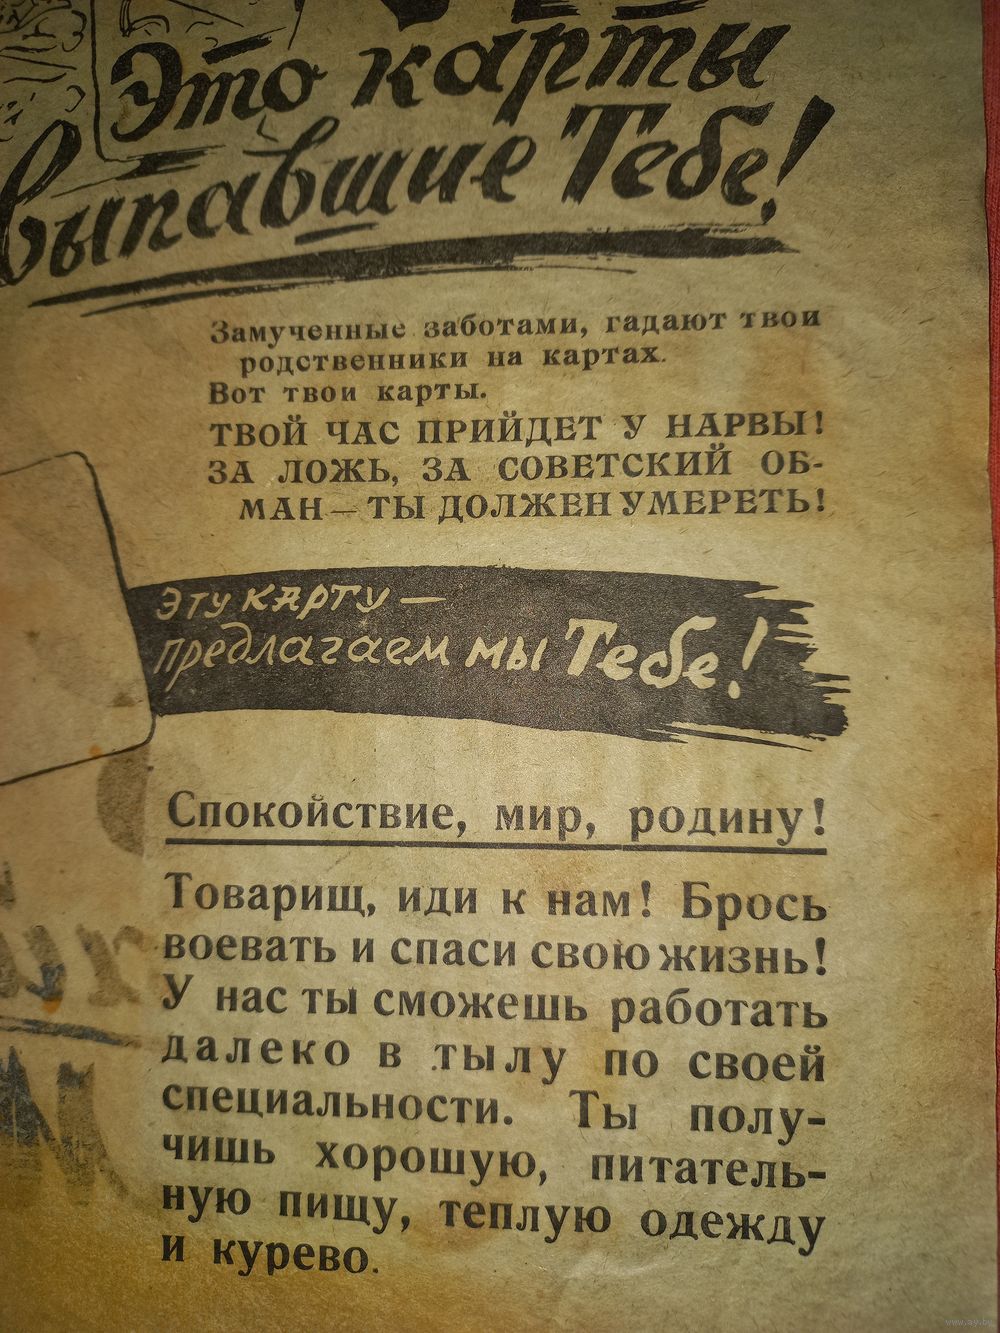 Это карты
выпавшие Тебе!
Замученные заботами, гадают твои
родственники на картах.
Вот твои карты.
ТВОЙ ЧАС ПРИЙДЕТ У НАРВЫ!
ЗА ЛОЖЬ, ЗА СОВЕТСКИЙ ОБ-
МАН — ТЫ ДОЛЖЕН УМЕРЕТЬ!
Эту карту —
предлагаем мы Тебе!
Спокойствие, мир, родину!
Товарищ, иди к нам! Брось
воевать и спаси свою жизнь!
У нас ты сможешь работать
далеко в тылу по своей
специальности. Ты полу-
чишь хорошую, питатель-
ную пищу, теплую одежду
и курево.
www.ay.by